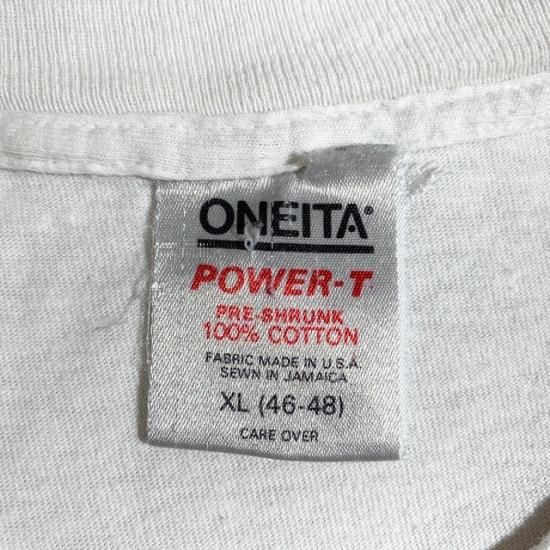 ONEITA®
POWER-T
PRE-SHRUNK
100% COTTON
FABRIC MADE IN U.S.A.
SEWN IN JAMAICA
XL (46-48)
CARE OVER